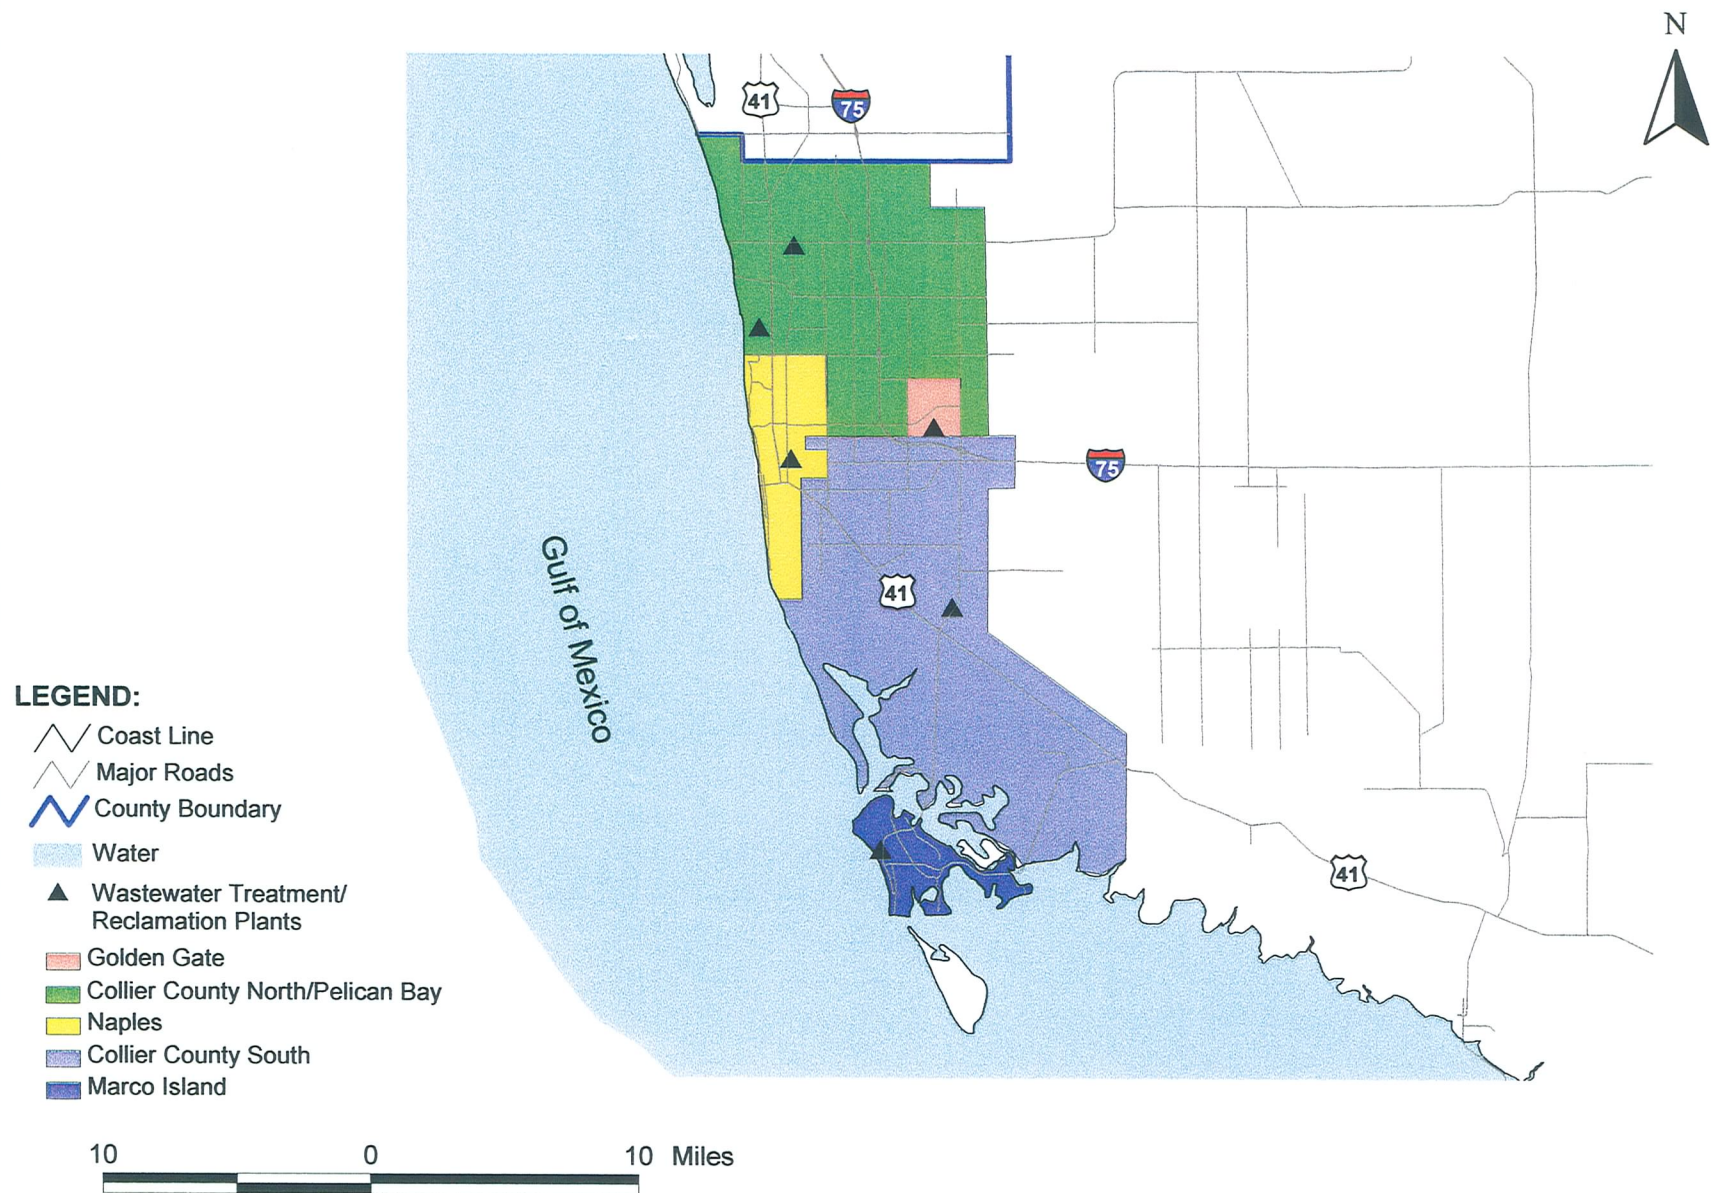 N
41
75
75
Gulf of Mexico
41
41
LEGEND:
Coast Line
Major Roads
County Boundary
Water
Wastewater Treatment/
Reclamation Plants
Golden Gate
Collier County North/Pelican Bay
Naples
Collier County South
Marco Island
10 0 10 Miles